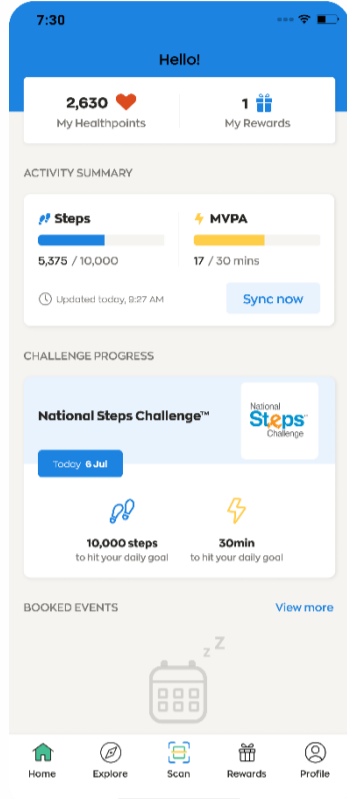 7:30
Hello!
2,630
My Healthpoints
1
My Rewards
ACTIVITY SUMMARY
Steps
5,375 / 10,000
MVPA
17 / 30 mins
Updated today, 9:27 AM
Sync now
CHALLENGE PROGRESS
National Steps Challenge™
National
Steps™
Challenge
Today 6 Jul
10,000 steps
to hit your daily goal
30min
to hit your daily goal
BOOKED EVENTS
View more
z Z
Home
Explore
Scan
Rewards
Profile